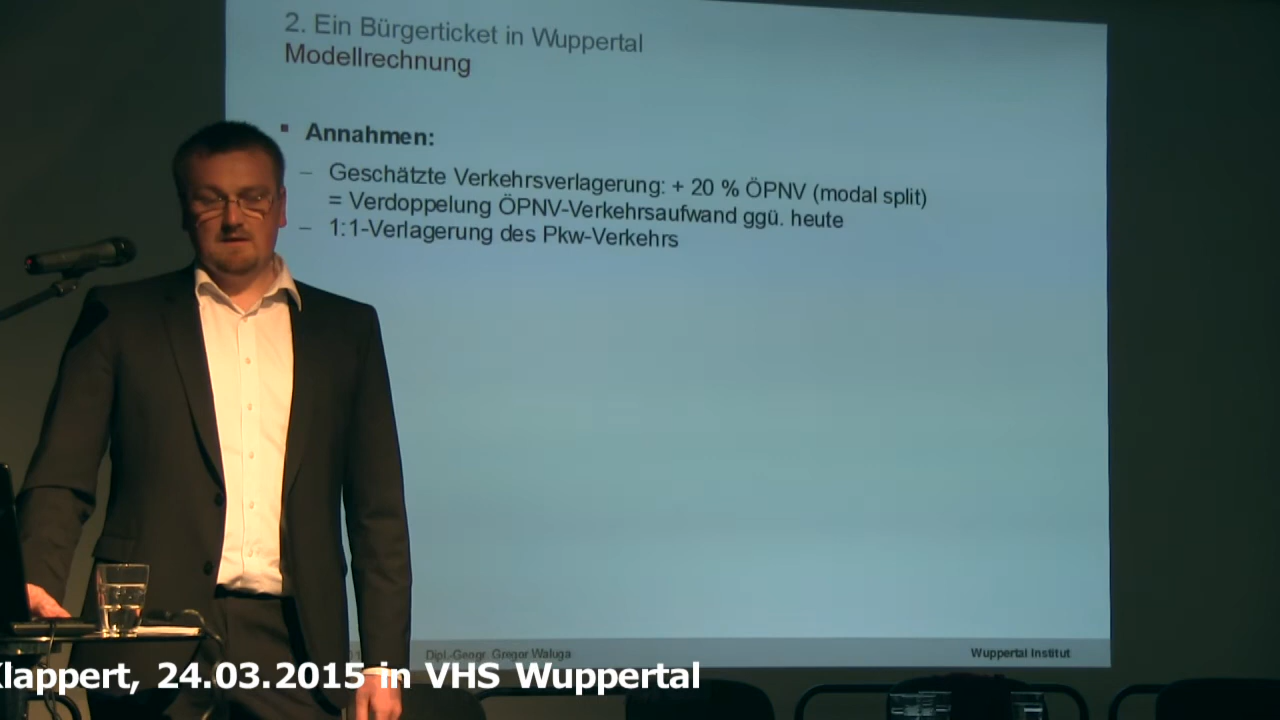 2. Ein Bürgerticket in Wuppertal
Modellrechnung
Annahmen:
– Geschätzte Verkehrsverlagerung: + 20 % ÖPNV (modal split)
= Verdoppelung ÖPNV-Verkehrsaufwand ggü. heute
– 1:1-Verlagerung des Pkw-Verkehrs
Dipl.-Geogr. Gregor Waluga
Wuppertal Institut
Klappert, 24.03.2015 in VHS Wuppertal